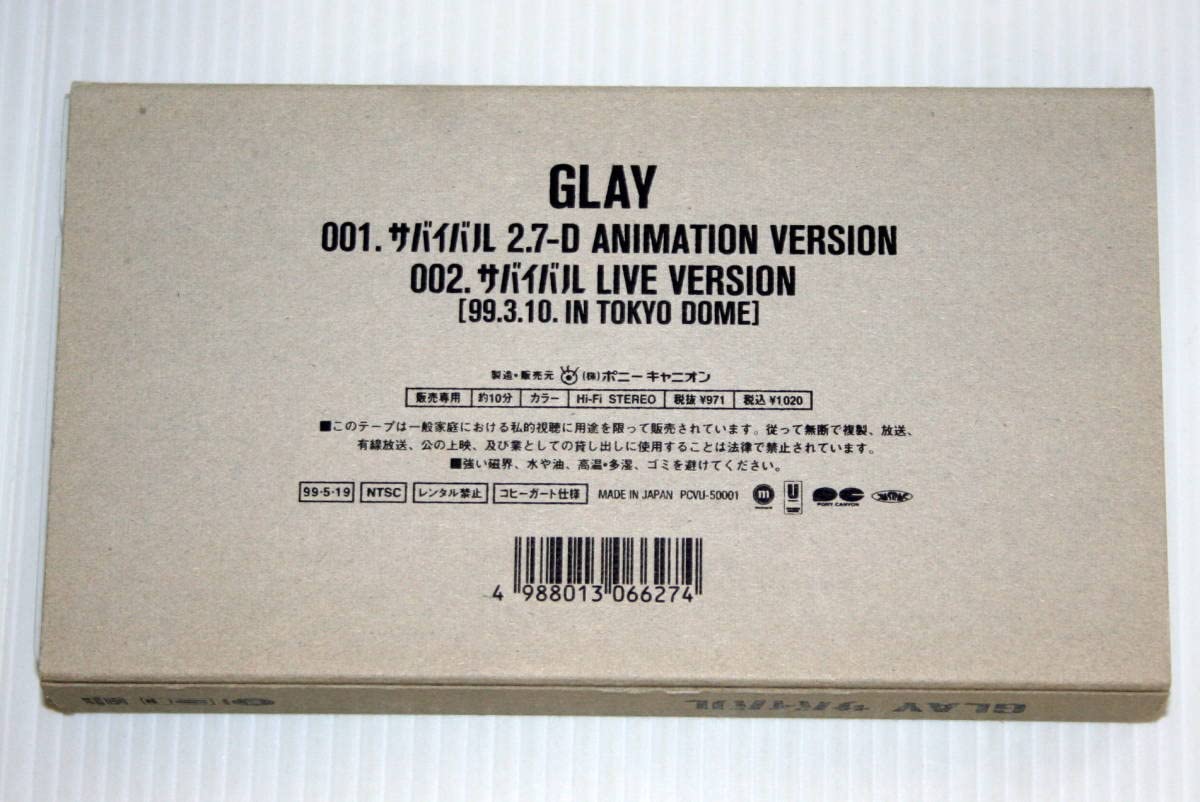 GLAY
001. サバイバル 2.7-D ANIMATION VERSION
002. サバイバル LIVE VERSION
[99.3.10. IN TOKYO DOME]
製造・販売元 (株)ポニーキャニオン
販売専用 約10分 カラー Hi-Fi STEREO 税抜¥971 税込¥1020
■このテープは一般家庭における私的視聴に用途を限って販売されています。従って無断で複製、放送、
有線放送、公の上映、及び業としての貸し出しに使用することは法律で禁止されています。
■強い磁界、水や油、高温・多湿、ゴミを避けてください。
99・5・19 NTSC レンタル禁止 コピーガード仕様 MADE IN JAPAN PCVU-50001
PONY CANYON
4 988013 066274
GLAY サバイバル